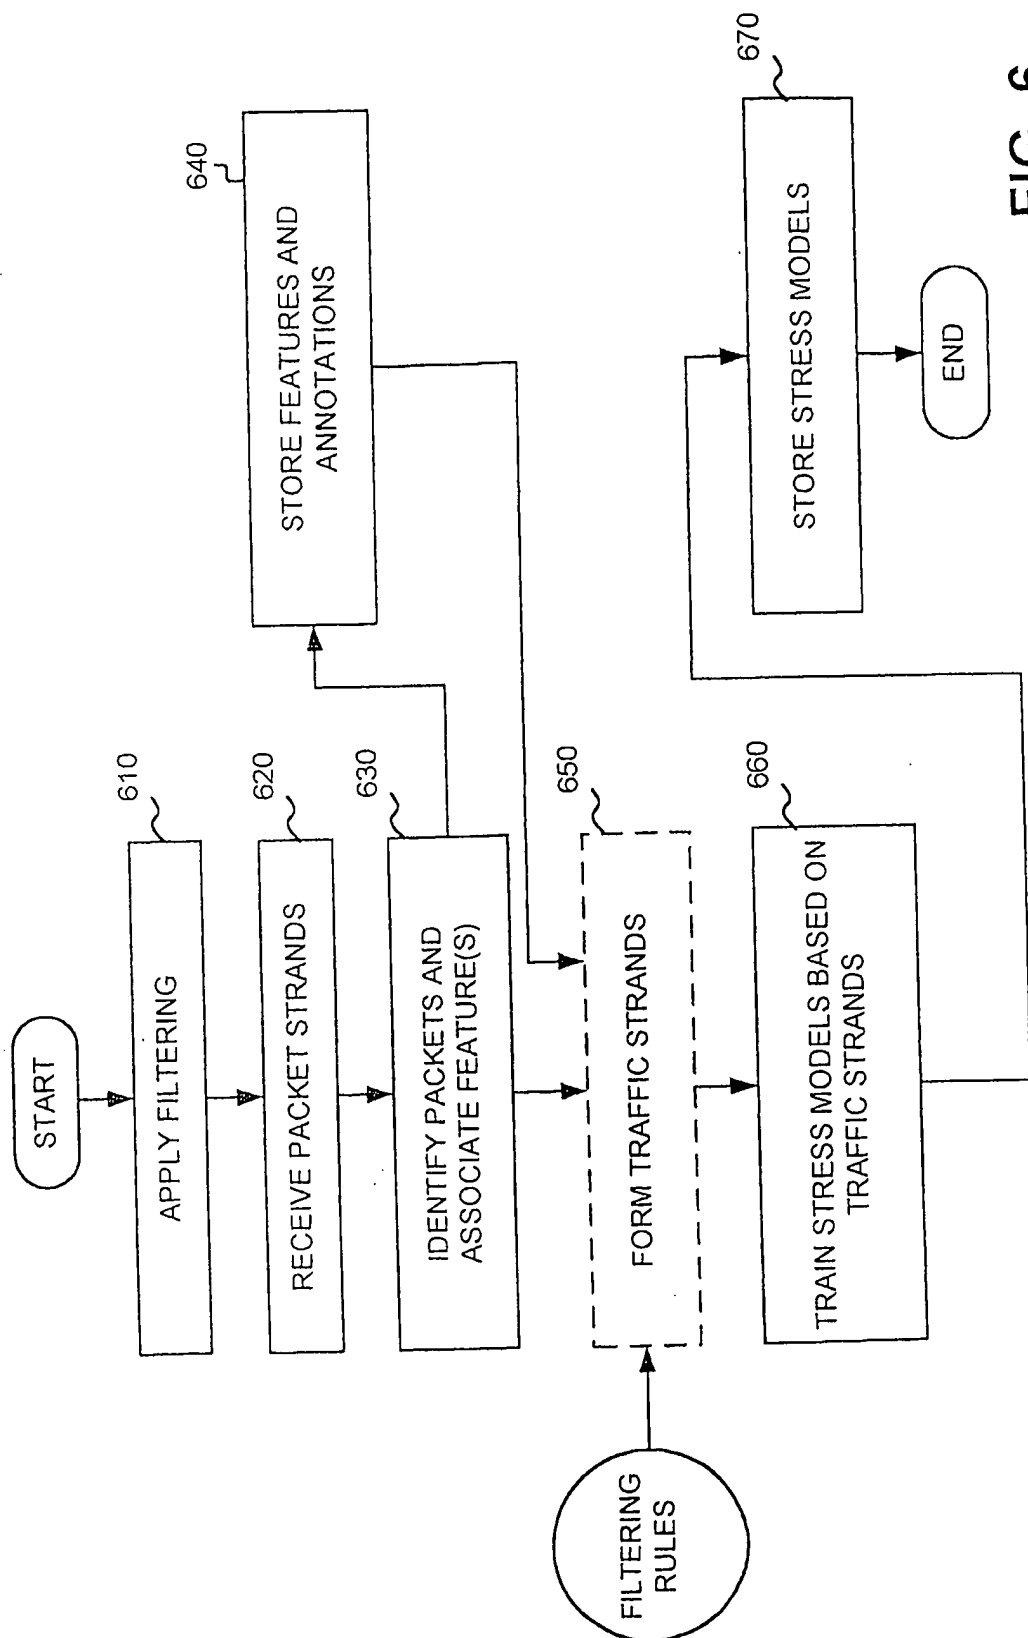 START
610
APPLY FILTERING
620
RECEIVE PACKET STRANDS
630
IDENTIFY PACKETS AND
ASSOCIATE FEATURE(S)
640
STORE FEATURES AND
ANNOTATIONS
650
FORM TRAFFIC STRANDS
FILTERING
RULES
660
TRAIN STRESS MODELS BASED ON
TRAFFIC STRANDS
670
STORE STRESS MODELS
END
FIG. 6